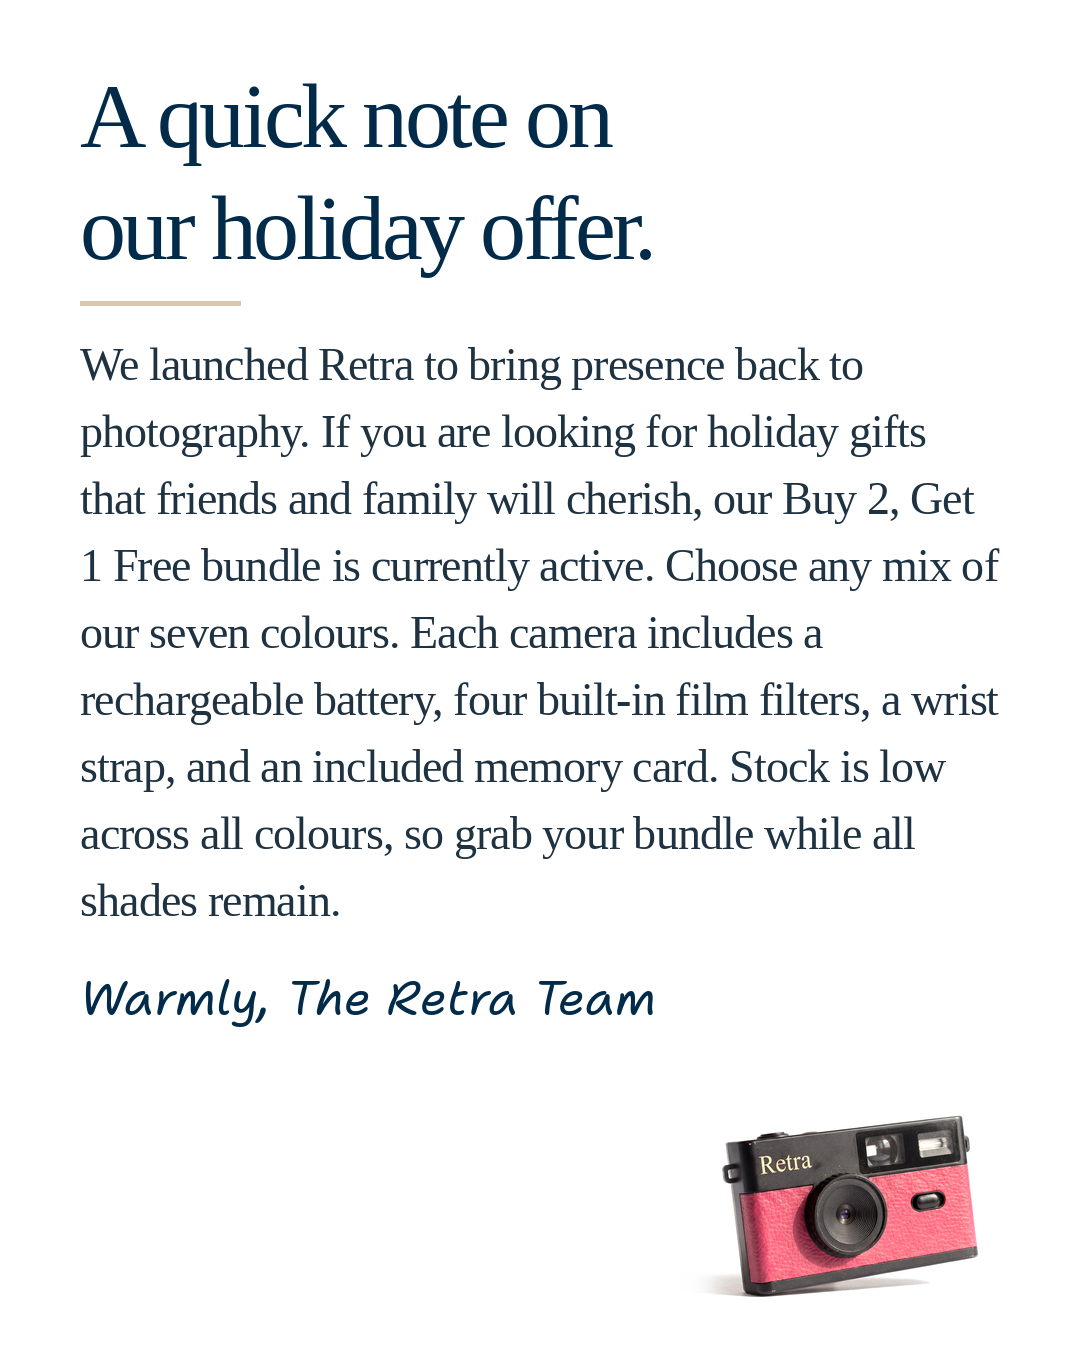 A quick note on
our holiday offer.
We launched Retra to bring presence back to
photography. If you are looking for holiday gifts
that friends and family will cherish, our Buy 2, Get
1 Free bundle is currently active. Choose any mix of
our seven colours. Each camera includes a
rechargeable battery, four built-in film filters, a wrist
strap, and an included memory card. Stock is low
across all colours, so grab your bundle while all
shades remain.
Warmly, The Retra Team
Retra